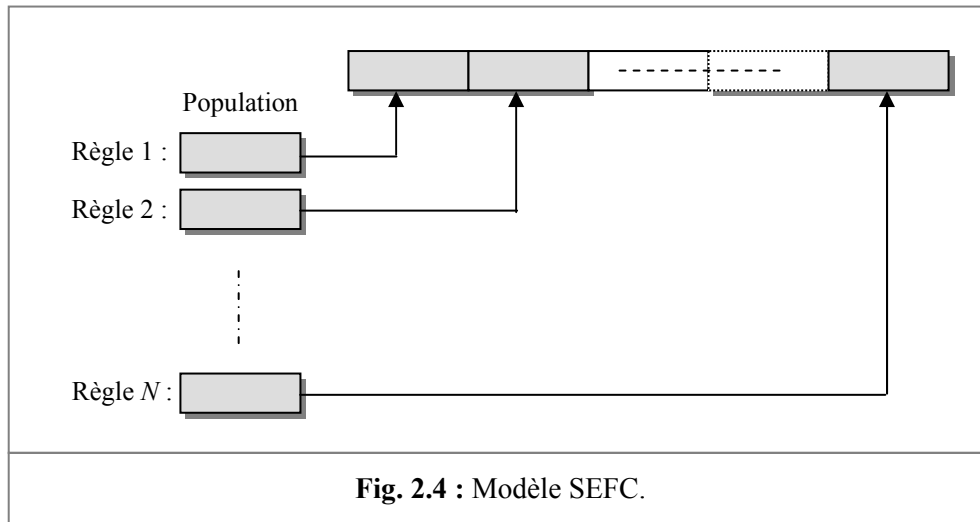 Population
Règle 1 :
Règle 2 :
Règle N :
Fig. 2.4 : Modèle SEFC.